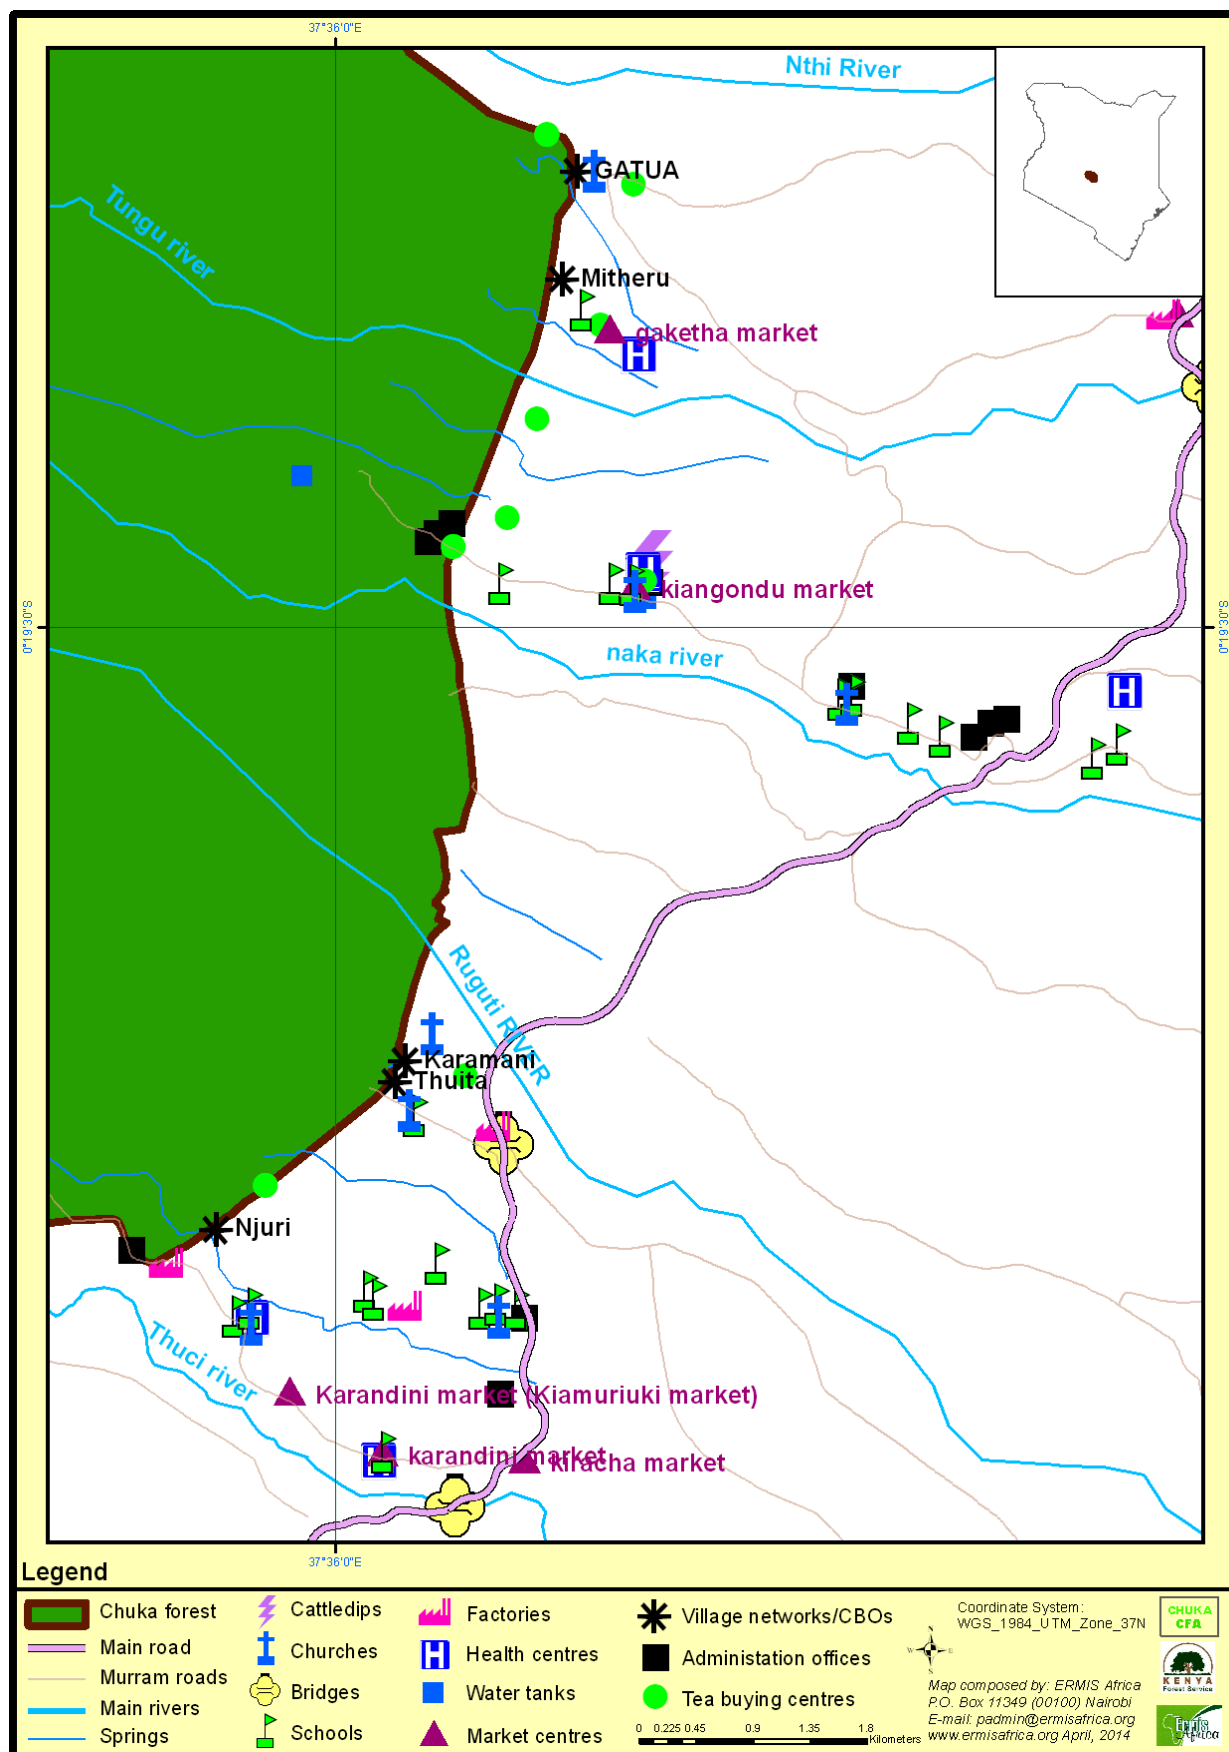 37°36'0"E
Nthi River
GATUA
Tungu river
Mitheru
gaketha market
kiangondu market
0°19'30"S
0°19'30"S
naka river
Ruguti RIVER
Karamani
Thuita
Njuri
Thuci river
Karandini market (Kiamuriuki market)
karandini market
kiracha market
37°36'0"E
Legend
Chuka forest
Main road
Murram roads
Main rivers
Springs
Cattledips
Churches
Bridges
Schools
Factories
Health centres
Water tanks
Market centres
Village networks/CBOs
Administation offices
Tea buying centres
0 0.225 0.45 0.9 1.35 1.8
Kilometers
Coordinate System:
WGS_1984_UTM_Zone_37N
N
W E
S
Map composed by: ERMIS Africa
P.O. Box 11349 (00100) Nairobi
E-mail: padmin@ermisafrica.org
www.ermisafrica.org April, 2014
CHUKA
CFA
KENYA
Forest Service
Ermis
Africa